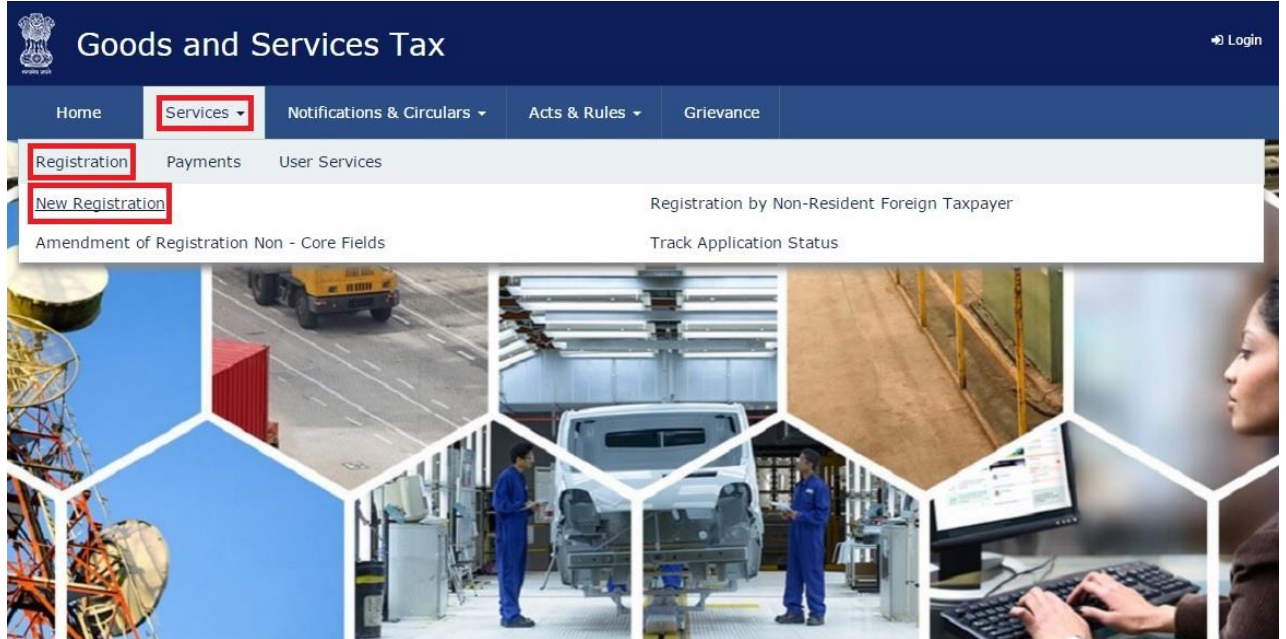 Goods and Services Tax
Login
Home Services Notifications & Circulars Acts & Rules Grievance
Registration Payments User Services
New Registration Registration by Non-Resident Foreign Taxpayer
Amendment of Registration Non - Core Fields Track Application Status